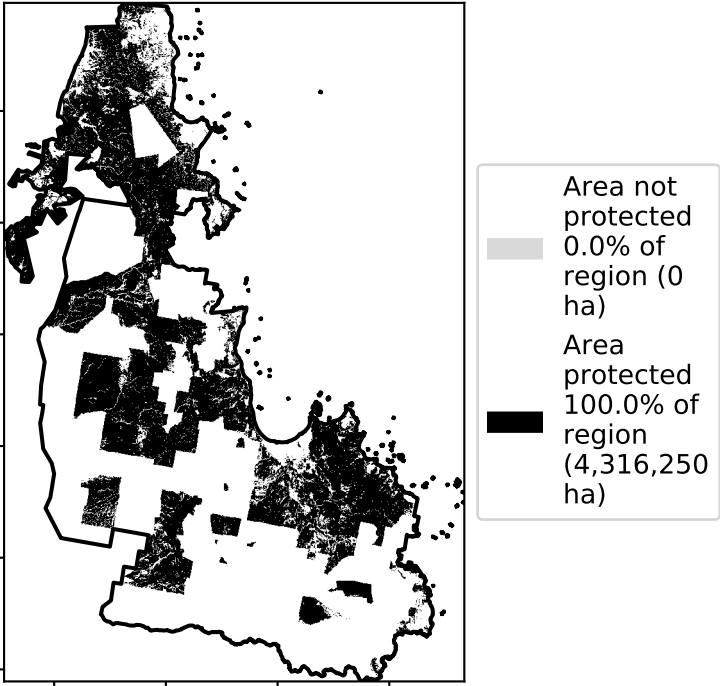 Area not
protected
0.0% of
region (0
ha)
Area
protected
100.0% of
region
(4,316,250
ha)